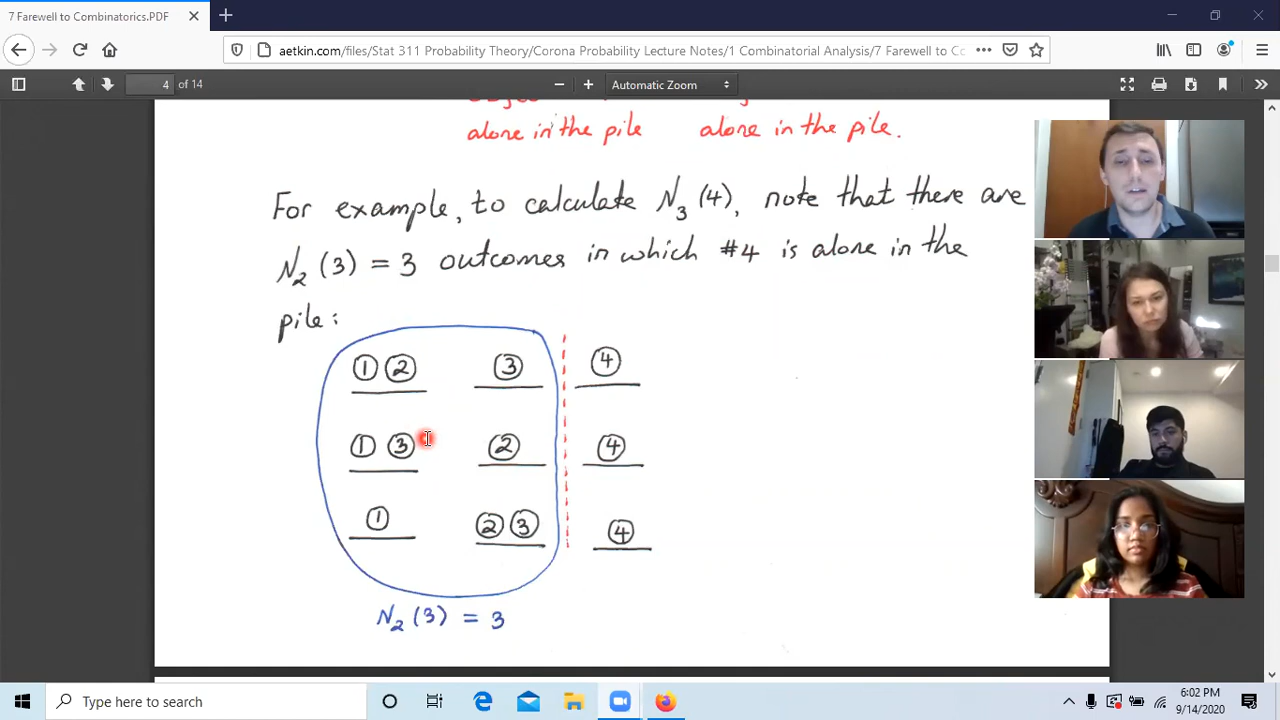 7 Farewell to Combinatorics.PDF
aetkin.com/files/Stat 311 Probability Theory/Corona Probability Lecture Notes/1 Combinatorial Analysis/7 Farewell to Co
4 of 14
Automatic Zoom
alone in the pile alone in the pile.
For example, to calculate N₃(4), note that there are
N₂(3) = 3 outcomes in which #4 is alone in the
pile:
① ② ③ ④
① ③ ② ④
① ② ③ ④
N₂(3) = 3
Type here to search
6:02 PM
9/14/2020